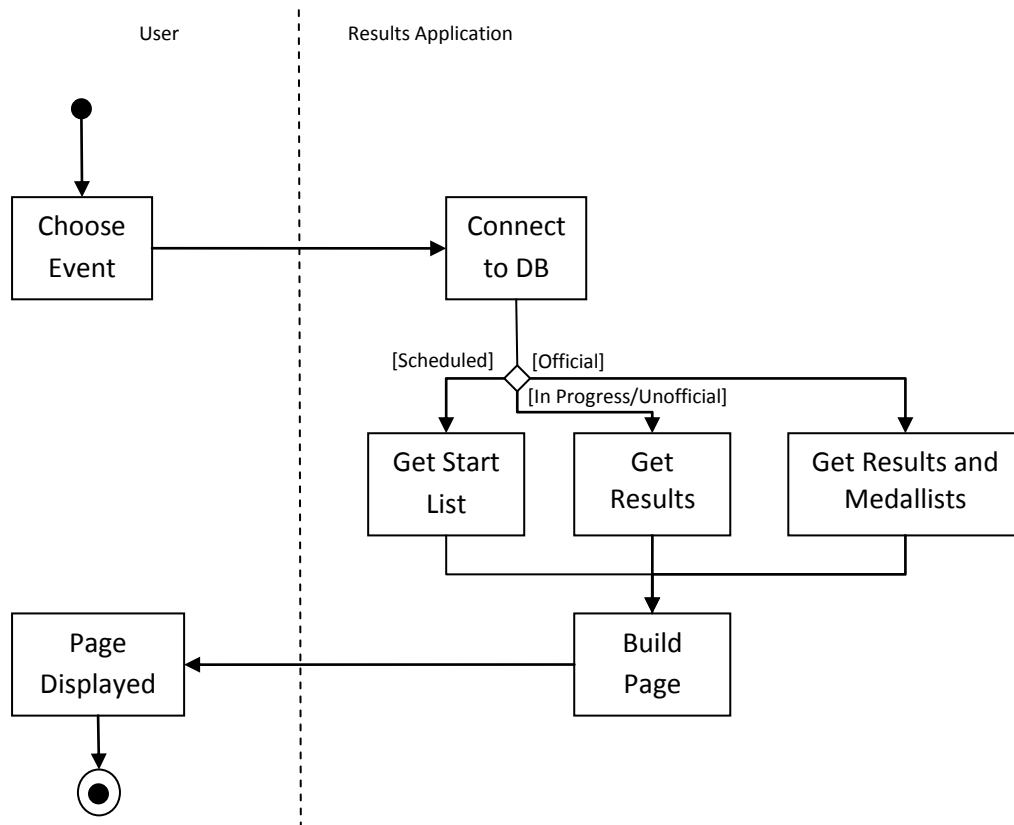 User
Results Application
Choose
Event
Connect
to DB
[Scheduled]
[Official]
[In Progress/Unofficial]
Get Start
List
Get
Results
Get Results and
Medallists
Page
Displayed
Build
Page